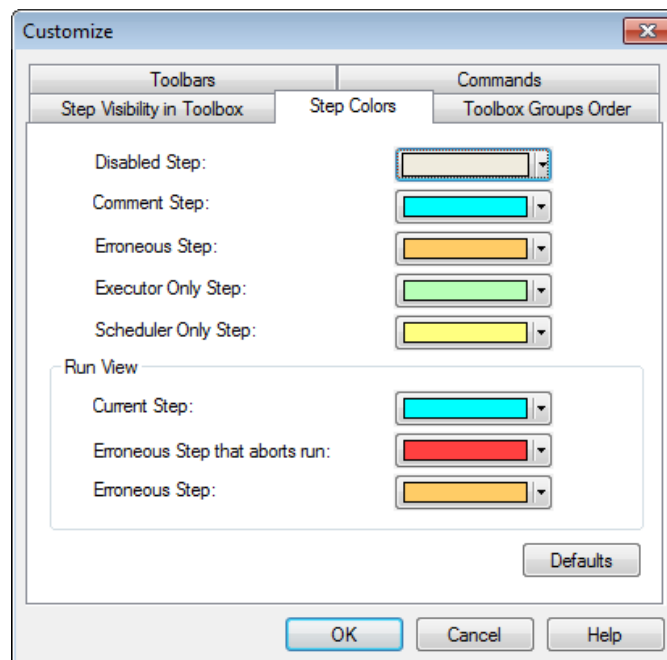 Customize
Toolbars Commands
Step Visibility in Toolbox Step Colors Toolbox Groups Order
Disabled Step:
Comment Step:
Erroneous Step:
Executor Only Step:
Scheduler Only Step:
Run View
Current Step:
Erroneous Step that aborts run:
Erroneous Step:
Defaults
OK Cancel Help